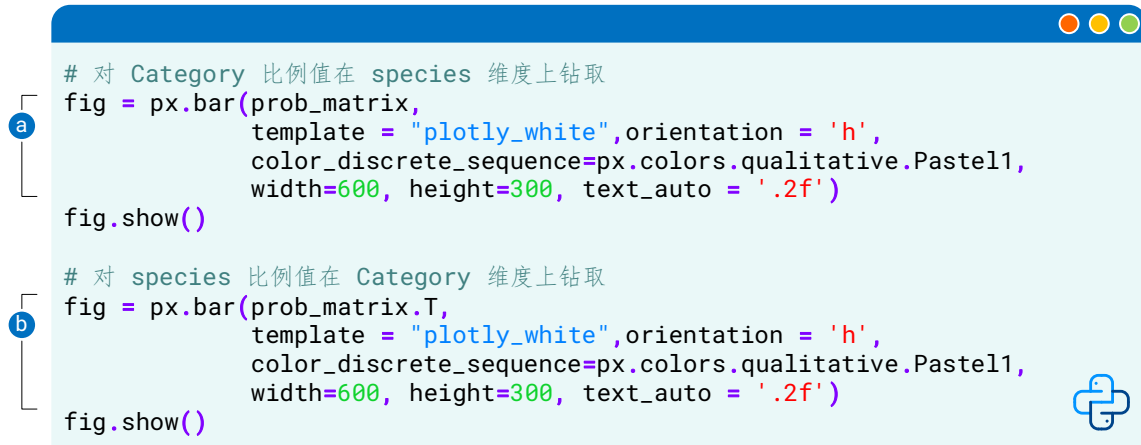 # 对 Category 比例值在 species 维度上钻取
a
fig = px.bar(prob_matrix,
template = "plotly_white",orientation = 'h',
color_discrete_sequence=px.colors.qualitative.Pastel1,
width=600, height=300, text_auto = '.2f')
fig.show()
# 对 species 比例值在 Category 维度上钻取
b
fig = px.bar(prob_matrix.T,
template = "plotly_white",orientation = 'h',
color_discrete_sequence=px.colors.qualitative.Pastel1,
width=600, height=300, text_auto = '.2f')
fig.show()